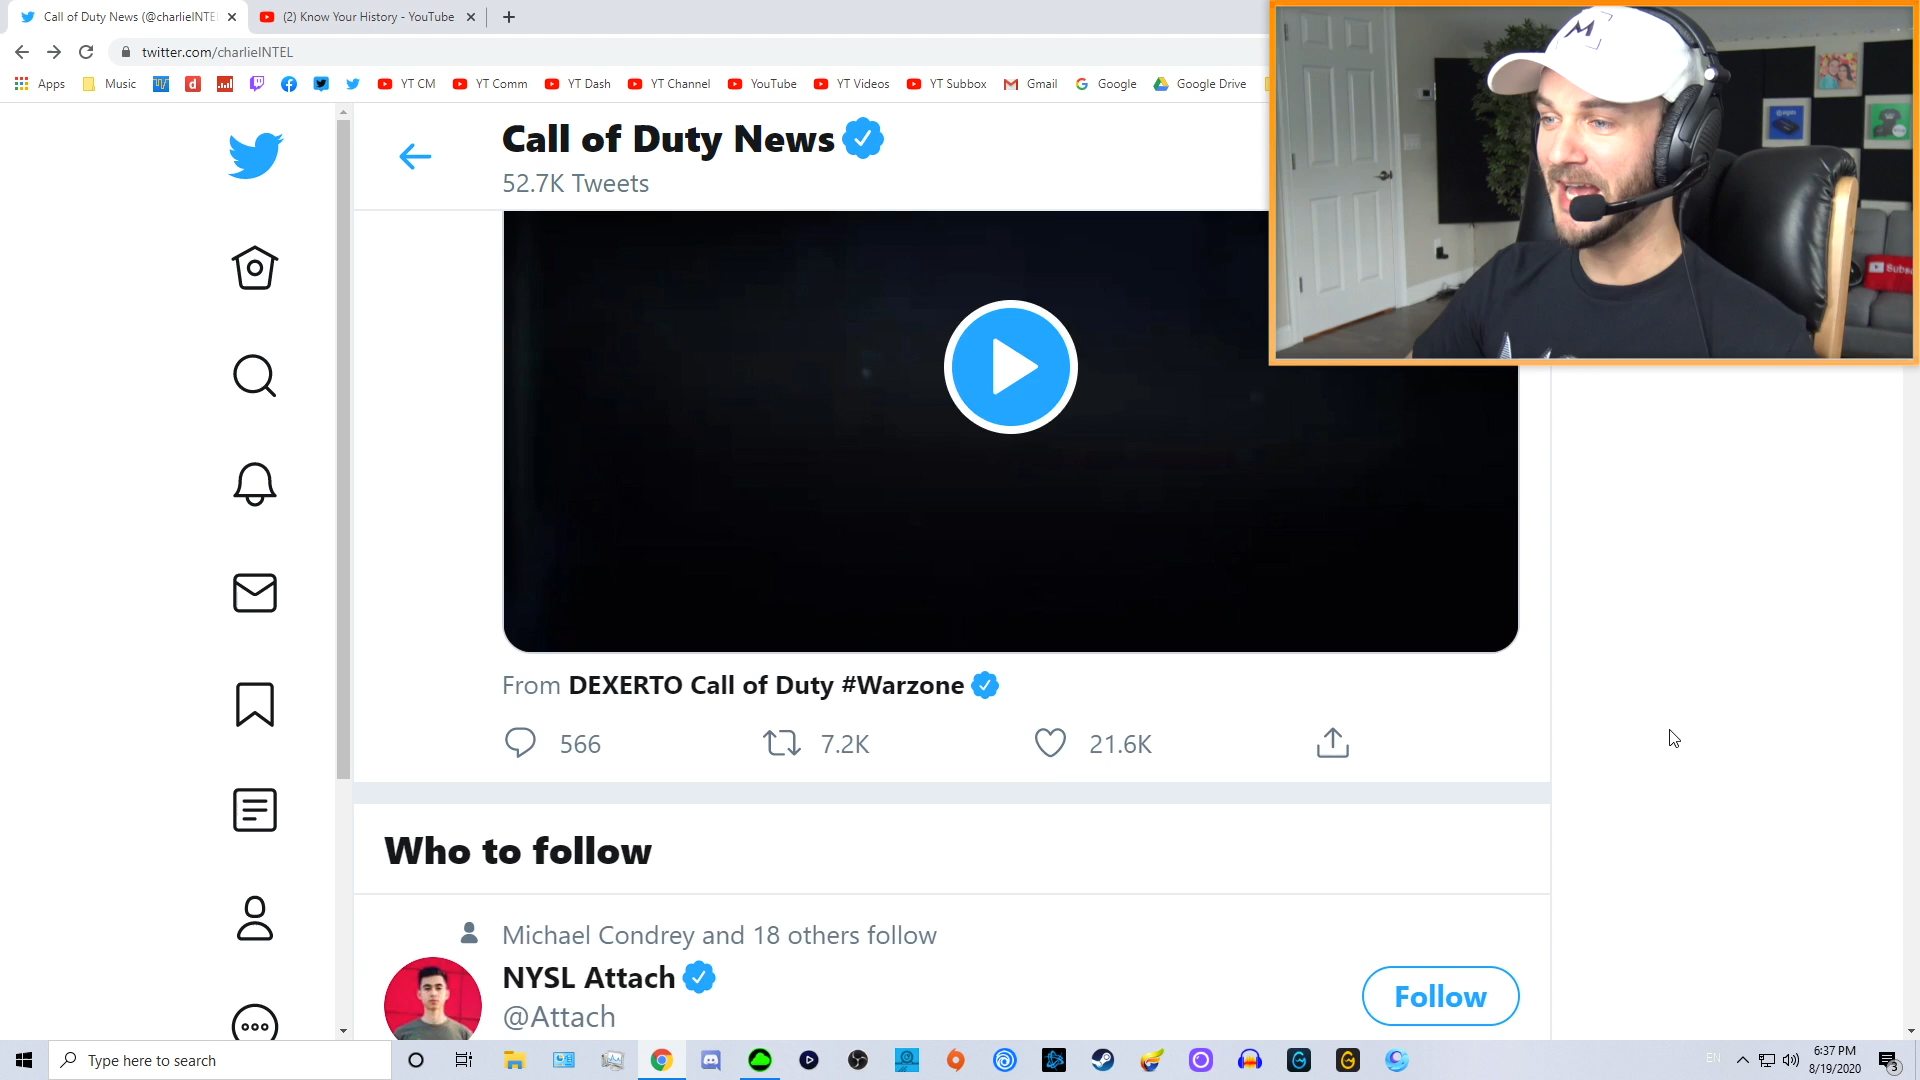 Call of Duty News (@charlieINTE
(2) Know Your History - YouTube
twitter.com/charlieINTEL
Apps
Music
YT CM
YT Comm
YT Dash
YT Channel
YouTube
YT Videos
YT Subbox
Gmail
Google
Google Drive
Call of Duty News
52.7K Tweets
From DEXERTO Call of Duty #Warzone
566
7.2K
21.6K
Who to follow
Michael Condrey and 18 others follow
NYSL Attach
@Attach
Follow
Type here to search
EN
6:37 PM
8/19/2020
3